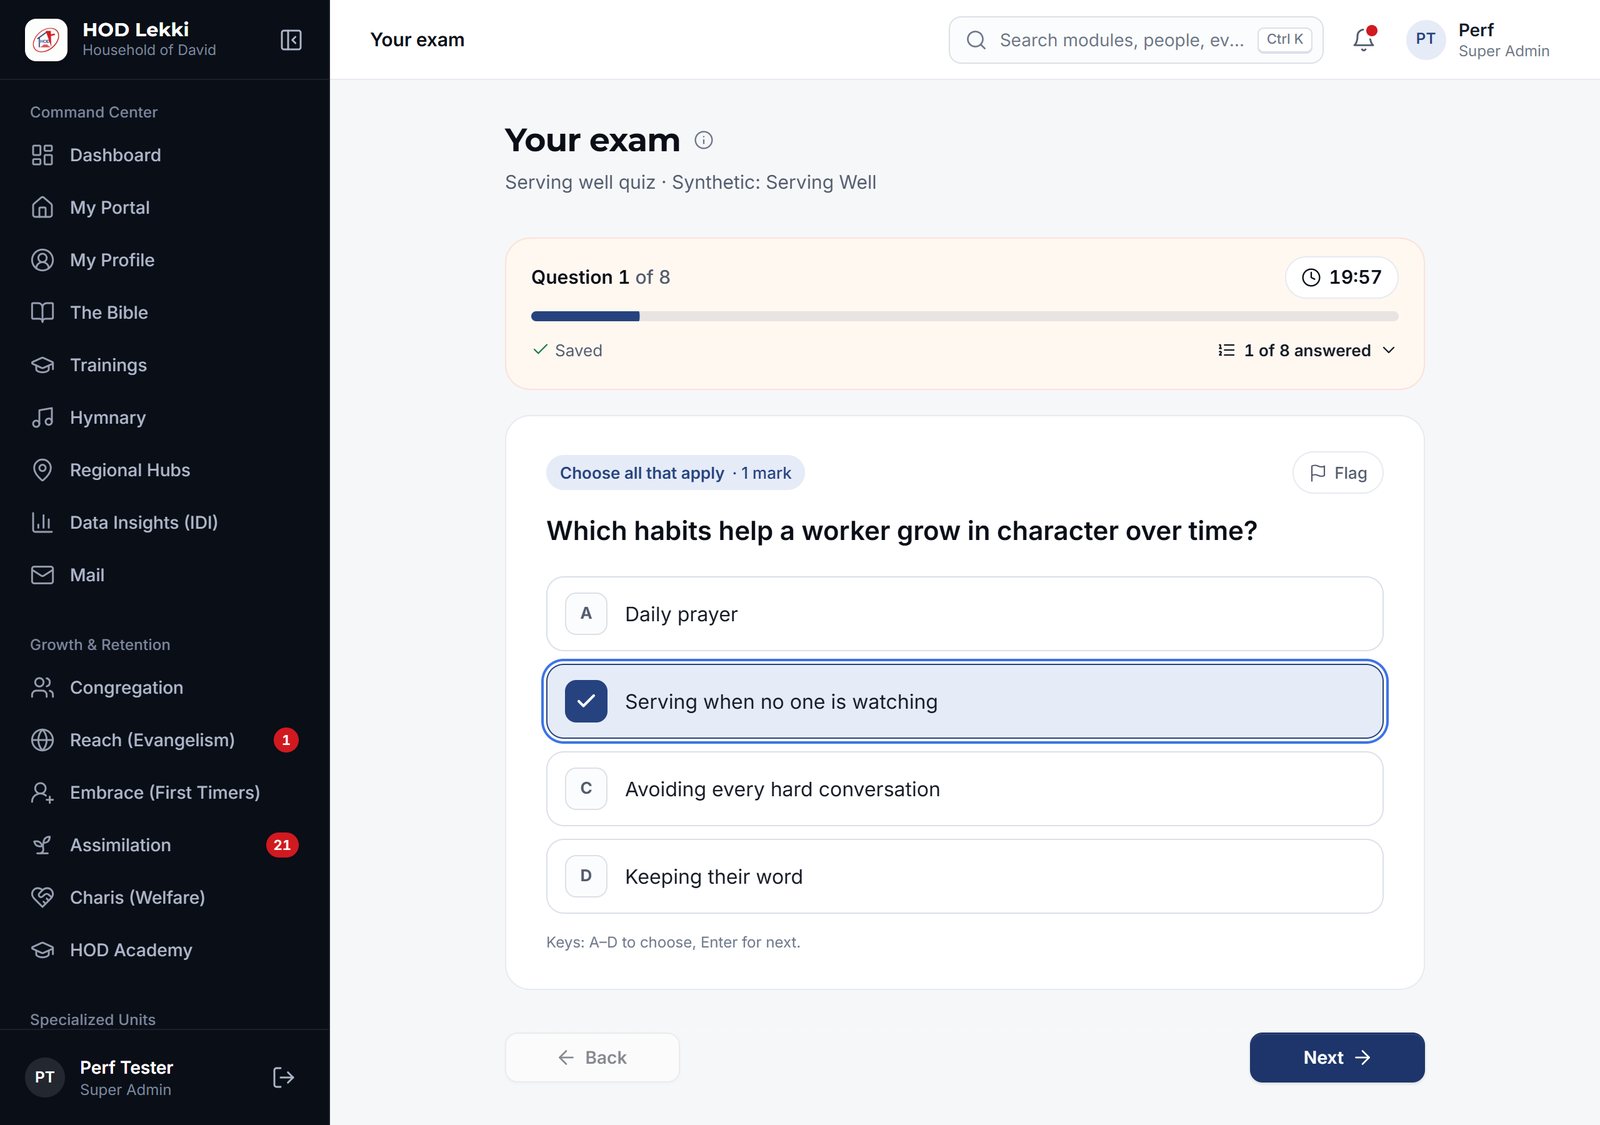 HOD Lekki
Household of David
Command Center
Dashboard
My Portal
My Profile
The Bible
Trainings
Hymnary
Regional Hubs
Data Insights (IDI)
Mail
Growth & Retention
Congregation
Reach (Evangelism) 1
Embrace (First Timers)
Assimilation 21
Charis (Welfare)
HOD Academy
Specialized Units
PT Perf Tester
Super Admin
Your exam
Search modules, people, ev... Ctrl K
PT Perf
Super Admin
Your exam
Serving well quiz · Synthetic: Serving Well
Question 1 of 8 19:57
Saved 1 of 8 answered
Choose all that apply · 1 mark Flag
Which habits help a worker grow in character over time?
A Daily prayer
Serving when no one is watching
C Avoiding every hard conversation
D Keeping their word
Keys: A–D to choose, Enter for next.
Back Next